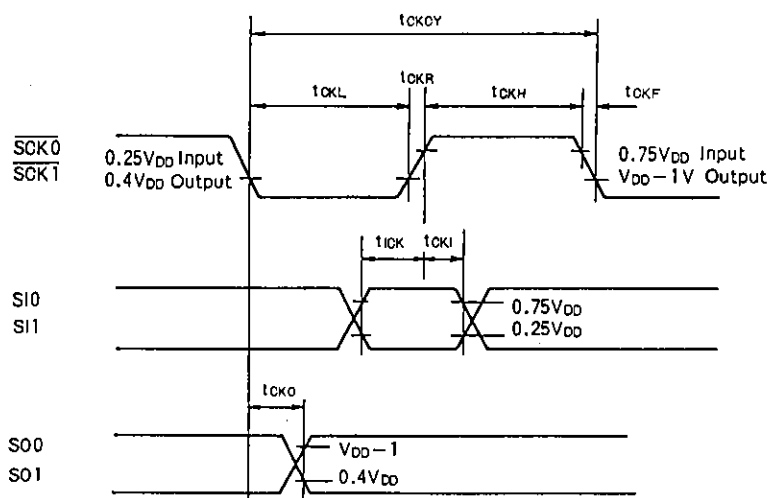 tCKCY
tCKL
tCKR
tCKH
tCKF
SCK0
SCK1
0.25VDD Input
0.4VDD Output
0.75VDD Input
VDD−1V Output
tICK
tCKI
SI0
SI1
0.75VDD
0.25VDD
tCKO
SO0
SO1
VDD−1
0.4VDD